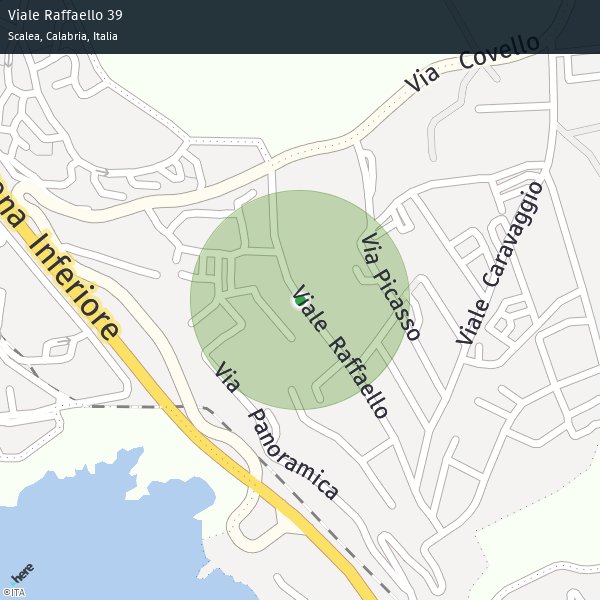 Viale Raffaello 39
Scalea, Calabria, Italia
Via Covello
Inferiore
Viale Caravaggio
Via Picasso
Viale Raffaello
Via Panoramica
here
©ITA